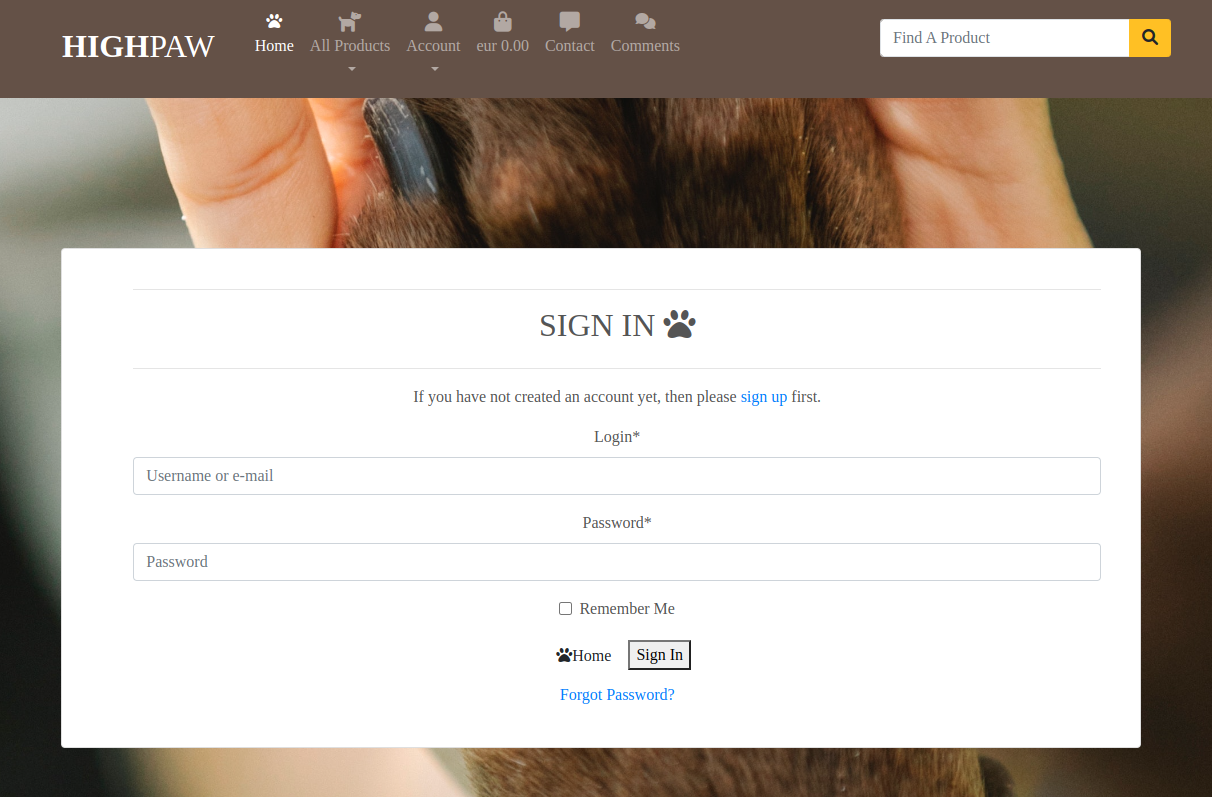 HIGHPAW
Home
All Products
Account
eur 0.00
Contact
Comments
Find A Product
SIGN IN
If you have not created an account yet, then please sign up first.
Login*
Username or e-mail
Password*
Password
Remember Me
Home
Sign In
Forgot Password?